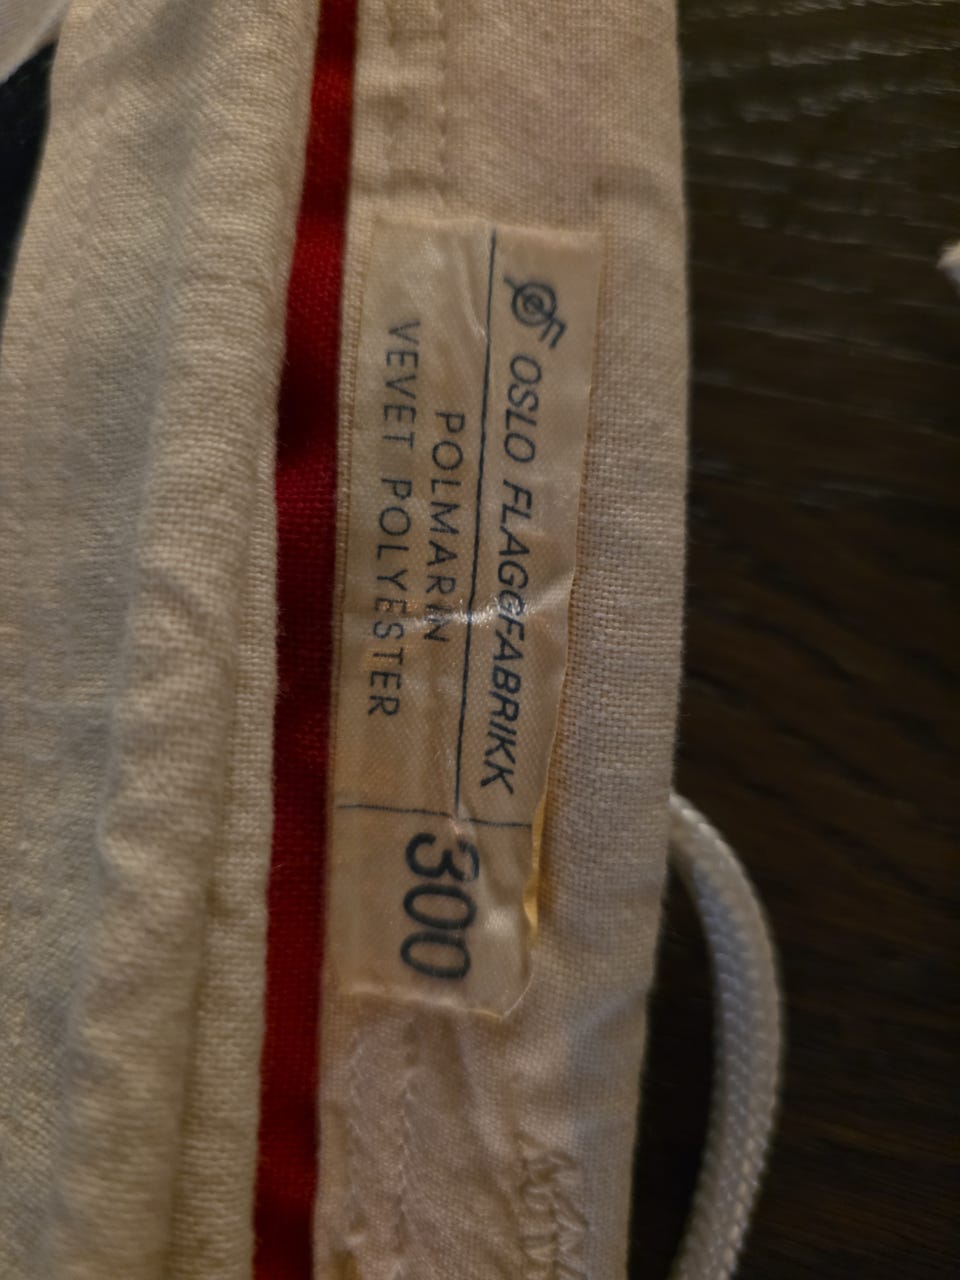 OSLO FLAGGFABRIKK
POLMARIN
VEVET POLYESTER
300